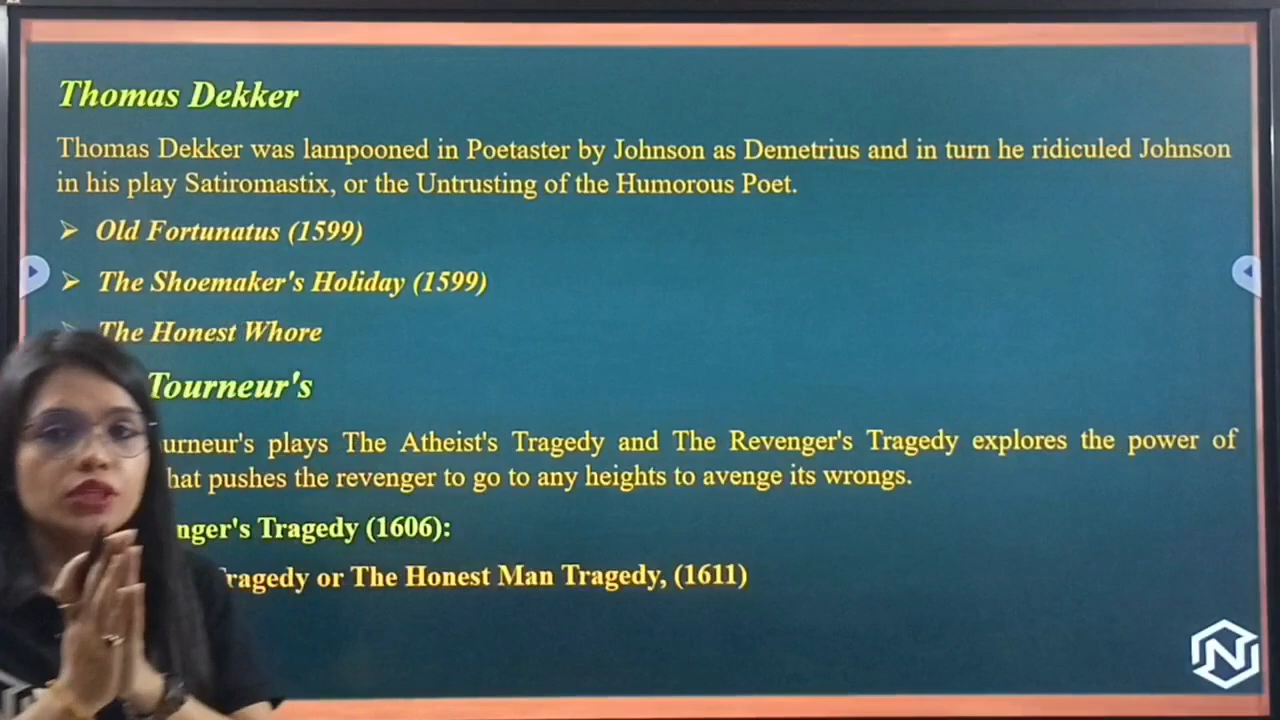 Thomas Dekker
Thomas Dekker was lampooned in Poetaster by Johnson as Demetrius and in turn he ridiculed Johnson
in his play Satiromastix, or the Untrusting of the Humorous Poet.
➢ Old Fortunatus (1599)
➢ The Shoemaker's Holiday (1599)
➢ The Honest Whore
Tourneur's
urneur's plays The Atheist's Tragedy and The Revenger's Tragedy explores the power of
hat pushes the revenger to go to any heights to avenge its wrongs.
nger's Tragedy (1606):
Tragedy or The Honest Man Tragedy, (1611)